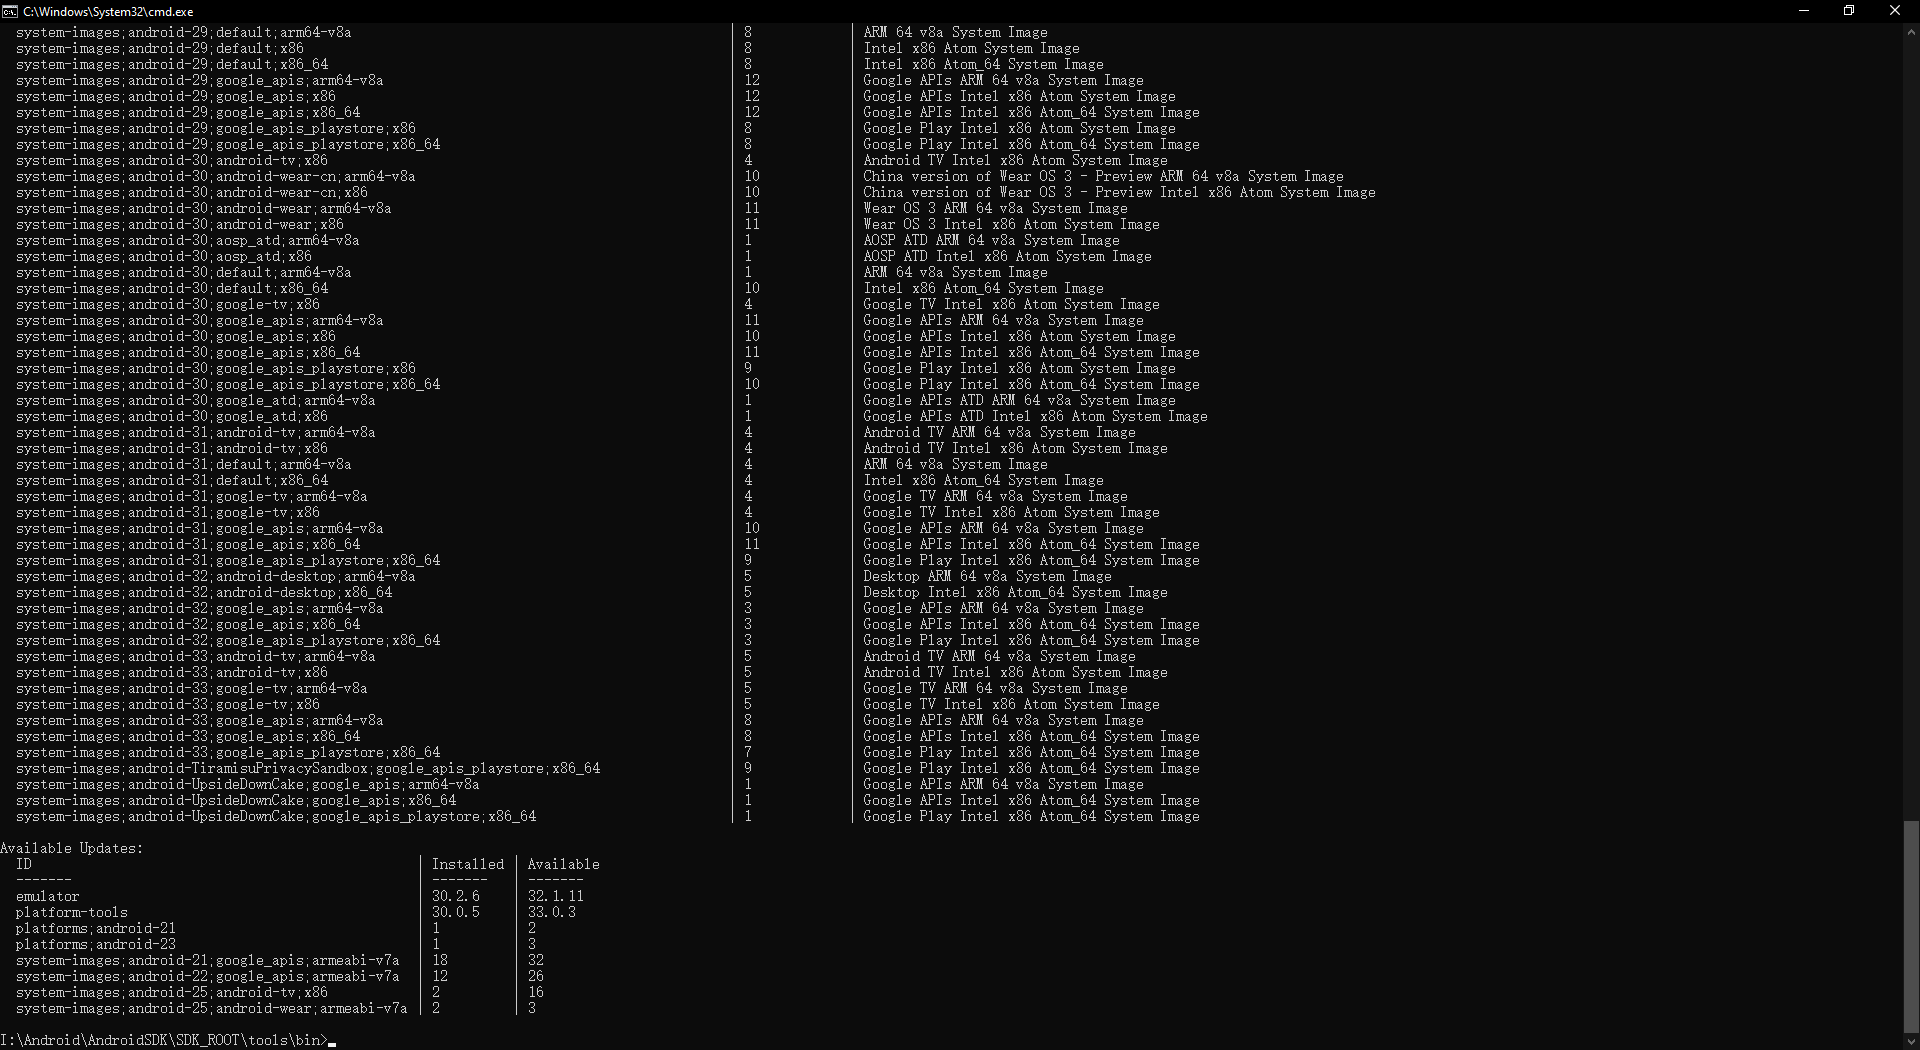 C:\Windows\System32\cmd.exe
system-images;android-29;default;arm64-v8a | 8 | ARM 64 v8a System Image
system-images;android-29;default;x86 | 8 | Intel x86 Atom System Image
system-images;android-29;default;x86_64 | 8 | Intel x86 Atom_64 System Image
system-images;android-29;google_apis;arm64-v8a | 12 | Google APIs ARM 64 v8a System Image
system-images;android-29;google_apis;x86 | 12 | Google APIs Intel x86 Atom System Image
system-images;android-29;google_apis;x86_64 | 12 | Google APIs Intel x86 Atom_64 System Image
system-images;android-29;google_apis_playstore;x86 | 8 | Google Play Intel x86 Atom System Image
system-images;android-29;google_apis_playstore;x86_64 | 8 | Google Play Intel x86 Atom_64 System Image
system-images;android-30;android-tv;x86 | 4 | Android TV Intel x86 Atom System Image
system-images;android-30;android-wear-cn;arm64-v8a | 10 | China version of Wear OS 3 - Preview ARM 64 v8a System Image
system-images;android-30;android-wear-cn;x86 | 10 | China version of Wear OS 3 - Preview Intel x86 Atom System Image
system-images;android-30;android-wear;arm64-v8a | 11 | Wear OS 3 ARM 64 v8a System Image
system-images;android-30;android-wear;x86 | 11 | Wear OS 3 Intel x86 Atom System Image
system-images;android-30;aosp_atd;arm64-v8a | 1 | AOSP ATD ARM 64 v8a System Image
system-images;android-30;aosp_atd;x86 | 1 | AOSP ATD Intel x86 Atom System Image
system-images;android-30;default;arm64-v8a | 1 | ARM 64 v8a System Image
system-images;android-30;default;x86_64 | 10 | Intel x86 Atom_64 System Image
system-images;android-30;google-tv;x86 | 4 | Google TV Intel x86 Atom System Image
system-images;android-30;google_apis;arm64-v8a | 11 | Google APIs ARM 64 v8a System Image
system-images;android-30;google_apis;x86 | 10 | Google APIs Intel x86 Atom System Image
system-images;android-30;google_apis;x86_64 | 11 | Google APIs Intel x86 Atom_64 System Image
system-images;android-30;google_apis_playstore;x86 | 9 | Google Play Intel x86 Atom System Image
system-images;android-30;google_apis_playstore;x86_64 | 10 | Google Play Intel x86 Atom_64 System Image
system-images;android-30;google_atd;arm64-v8a | 1 | Google APIs ATD ARM 64 v8a System Image
system-images;android-30;google_atd;x86 | 1 | Google APIs ATD Intel x86 Atom System Image
system-images;android-31;android-tv;arm64-v8a | 4 | Android TV ARM 64 v8a System Image
system-images;android-31;android-tv;x86 | 4 | Android TV Intel x86 Atom System Image
system-images;android-31;default;arm64-v8a | 4 | ARM 64 v8a System Image
system-images;android-31;default;x86_64 | 4 | Intel x86 Atom_64 System Image
system-images;android-31;google-tv;arm64-v8a | 4 | Google TV ARM 64 v8a System Image
system-images;android-31;google-tv;x86 | 4 | Google TV Intel x86 Atom System Image
system-images;android-31;google_apis;arm64-v8a | 10 | Google APIs ARM 64 v8a System Image
system-images;android-31;google_apis;x86_64 | 11 | Google APIs Intel x86 Atom_64 System Image
system-images;android-31;google_apis_playstore;x86_64 | 9 | Google Play Intel x86 Atom_64 System Image
system-images;android-32;android-desktop;arm64-v8a | 5 | Desktop ARM 64 v8a System Image
system-images;android-32;android-desktop;x86_64 | 5 | Desktop Intel x86 Atom_64 System Image
system-images;android-32;google_apis;arm64-v8a | 3 | Google APIs ARM 64 v8a System Image
system-images;android-32;google_apis;x86_64 | 3 | Google APIs Intel x86 Atom_64 System Image
system-images;android-32;google_apis_playstore;x86_64 | 3 | Google Play Intel x86 Atom_64 System Image
system-images;android-33;android-tv;arm64-v8a | 5 | Android TV ARM 64 v8a System Image
system-images;android-33;android-tv;x86 | 5 | Android TV Intel x86 Atom System Image
system-images;android-33;google-tv;arm64-v8a | 5 | Google TV ARM 64 v8a System Image
system-images;android-33;google-tv;x86 | 5 | Google TV Intel x86 Atom System Image
system-images;android-33;google_apis;arm64-v8a | 8 | Google APIs ARM 64 v8a System Image
system-images;android-33;google_apis;x86_64 | 8 | Google APIs Intel x86 Atom_64 System Image
system-images;android-33;google_apis_playstore;x86_64 | 7 | Google Play Intel x86 Atom_64 System Image
system-images;android-TiramisuPrivacySandbox;google_apis_playstore;x86_64 | 9 | Google Play Intel x86 Atom_64 System Image
system-images;android-UpsideDownCake;google_apis;arm64-v8a | 1 | Google APIs ARM 64 v8a System Image
system-images;android-UpsideDownCake;google_apis;x86_64 | 1 | Google APIs Intel x86 Atom_64 System Image
system-images;android-UpsideDownCake;google_apis_playstore;x86_64 | 1 | Google Play Intel x86 Atom_64 System Image
Available Updates:
ID | Installed | Available
------- | ------- | -------
emulator | 30.2.6 | 32.1.11
platform-tools | 30.0.5 | 33.0.3
platforms;android-21 | 1 | 2
platforms;android-23 | 1 | 3
system-images;android-21;google_apis;armeabi-v7a | 18 | 32
system-images;android-22;google_apis;armeabi-v7a | 12 | 26
system-images;android-25;android-tv;x86 | 2 | 16
system-images;android-25;android-wear;armeabi-v7a | 2 | 3
I:\Android\AndroidSDK\SDK_ROOT\tools\bin>